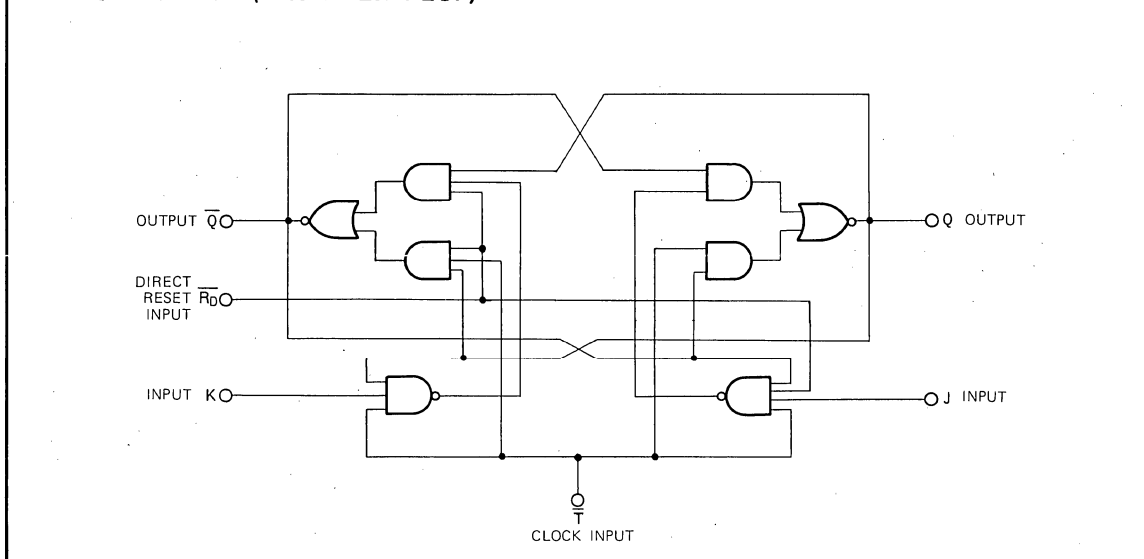 OUTPUT Q̅
Q OUTPUT
DIRECT
RESET R̅D̅
INPUT
INPUT K
J INPUT
T̅
CLOCK INPUT